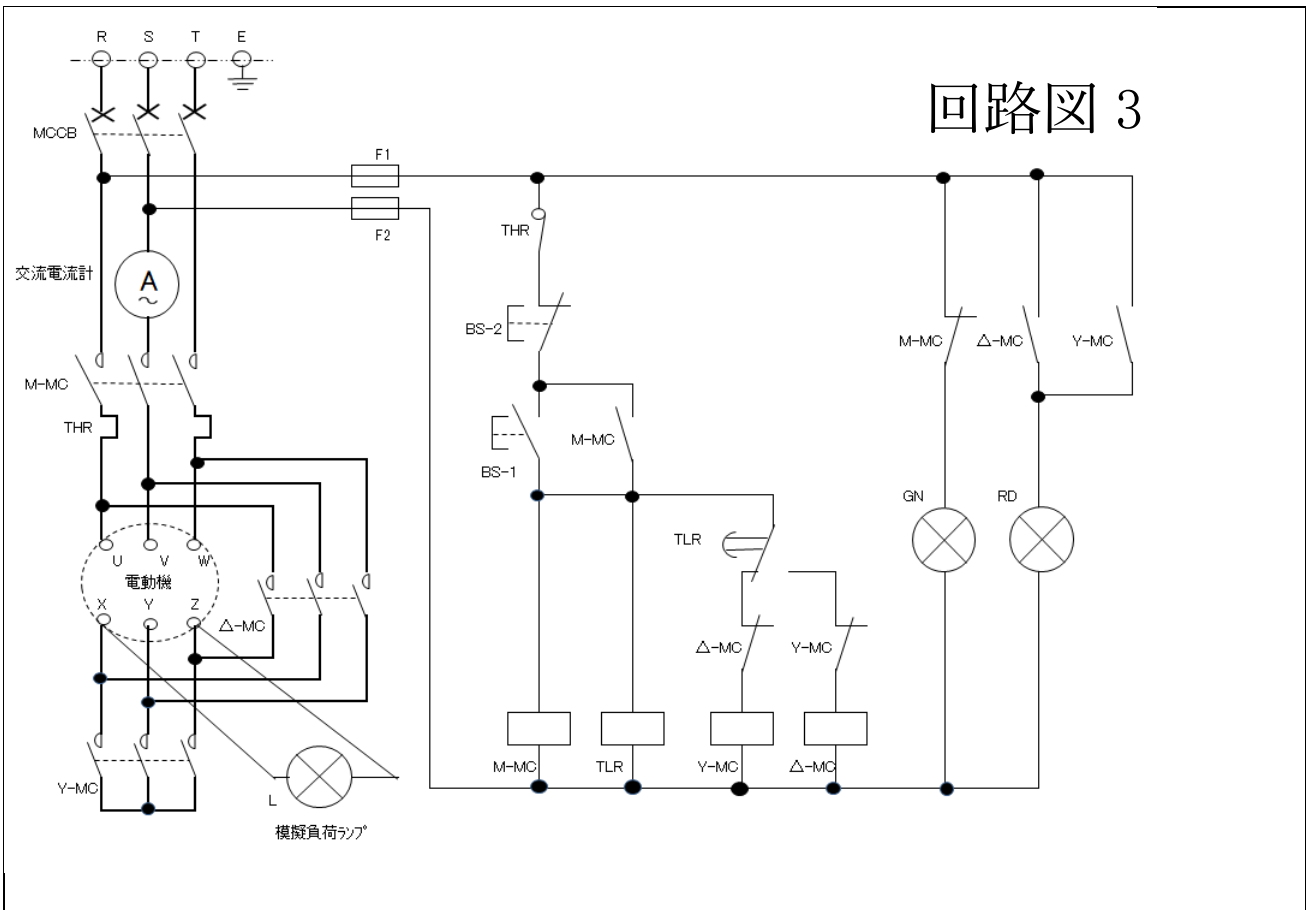 R S T E
回路図 3
MCCB
F1
F2
THR
交流電流計
A
～
BS-2
M-MC
△-MC
Y-MC
M-MC
THR
M-MC
BS-1
GN
RD
TLR
U V W
電動機
X Y Z
△-MC
△-MC
Y-MC
M-MC
TLR
Y-MC
△-MC
Y-MC
L
模擬負荷ﾗﾝﾌﾟ